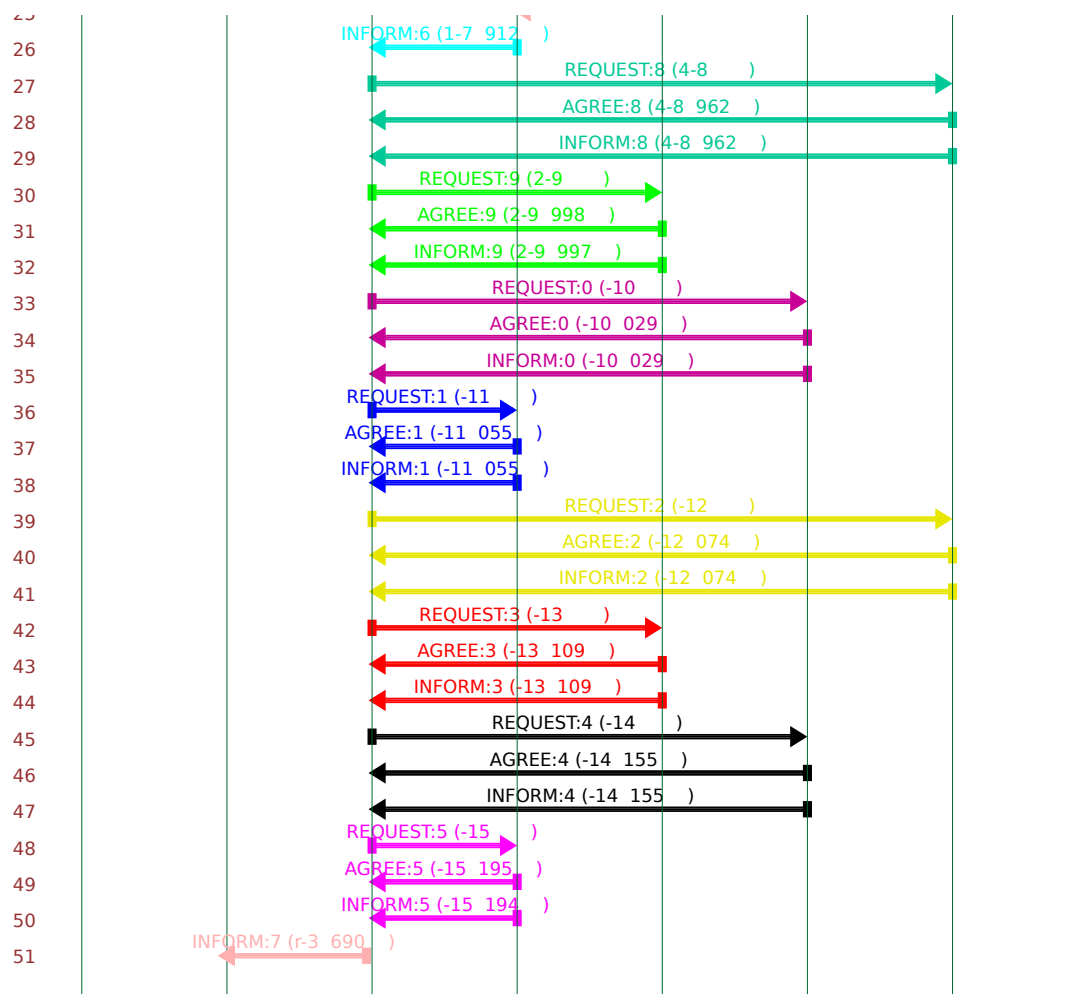 25
INFORM:6 (1-7 912 )
26
REQUEST:8 (4-8 )
27
AGREE:8 (4-8 962 )
28
INFORM:8 (4-8 962 )
29
REQUEST:9 (2-9 )
30
AGREE:9 (2-9 998 )
31
INFORM:9 (2-9 997 )
32
REQUEST:0 (-10 )
33
AGREE:0 (-10 029 )
34
INFORM:0 (-10 029 )
35
REQUEST:1 (-11 )
36
AGREE:1 (-11 055 )
37
INFORM:1 (-11 055 )
38
REQUEST:2 (-12 )
39
AGREE:2 (-12 074 )
40
INFORM:2 (-12 074 )
41
REQUEST:3 (-13 )
42
AGREE:3 (-13 109 )
43
INFORM:3 (-13 109 )
44
REQUEST:4 (-14 )
45
AGREE:4 (-14 155 )
46
INFORM:4 (-14 155 )
47
REQUEST:5 (-15 )
48
AGREE:5 (-15 195 )
49
INFORM:5 (-15 194 )
50
INFORM:7 (r-3 690 )
51